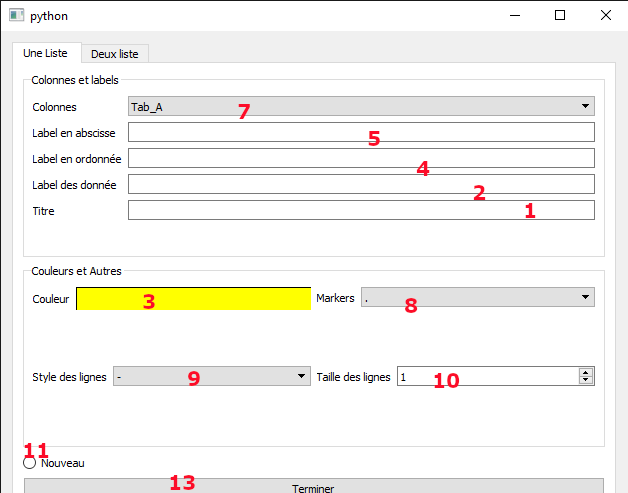 python
Une Liste Deux liste
Colonnes et labels
Colonnes Tab_A 7
Label en abscisse 5
Label en ordonnée 4
Label des donnée 2
Titre 1
Couleurs et Autres
Couleur 3 Markers . 8
Style des lignes - 9 Taille des lignes 1 10
11
Nouveau
13
Terminer